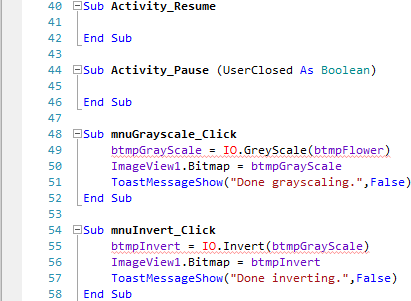 40 Sub Activity_Resume
41
42 End Sub
43
44 Sub Activity_Pause (UserClosed As Boolean)
45
46 End Sub
47
48 Sub mnuGrayscale_Click
49 btmpGrayScale = IO.GreyScale(btmpFlower)
50 ImageView1.Bitmap = btmpGrayScale
51 ToastMessageShow("Done grayscaling.",False)
52 End Sub
53
54 Sub mnuInvert_Click
55 btmpInvert = IO.Invert(btmpGrayScale)
56 ImageView1.Bitmap = btmpInvert
57 ToastMessageShow("Done inverting.",False)
58 End Sub